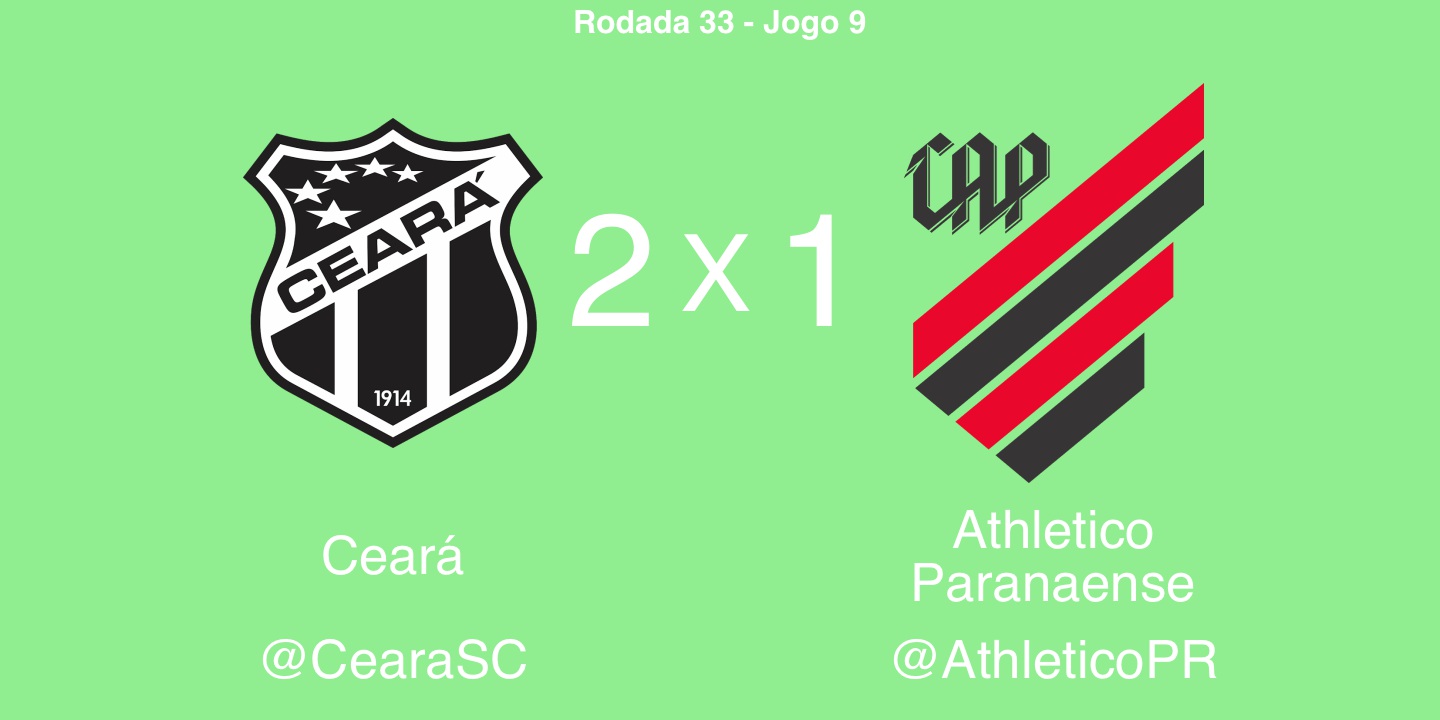 Rodada 33 - Jogo 9
CEARÁ
1914
2 X 1
CAP
Ceará
Athletico
Paranaense
@CearaSC
@AthleticoPR